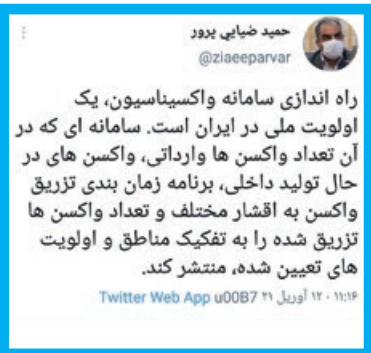 حمید ضیایی پرور
@ziaeeparvar
راه اندازی سامانه واکسیناسیون، یک
اولویت ملی در ایران است. سامانه ای که در
آن تعداد واکسن ها وارداتی، واکسن های در
حال تولید داخلی، برنامه زمان بندی تزریق
واکسن به اقشار مختلف و تعداد واکسن ها
تزریق شده را به تفکیک مناطق و اولویت
های تعیین شده، منتشر کند.
۱۱:۱۶ - ۱۲ آوریل ۲۱ u00B7 Twitter Web App